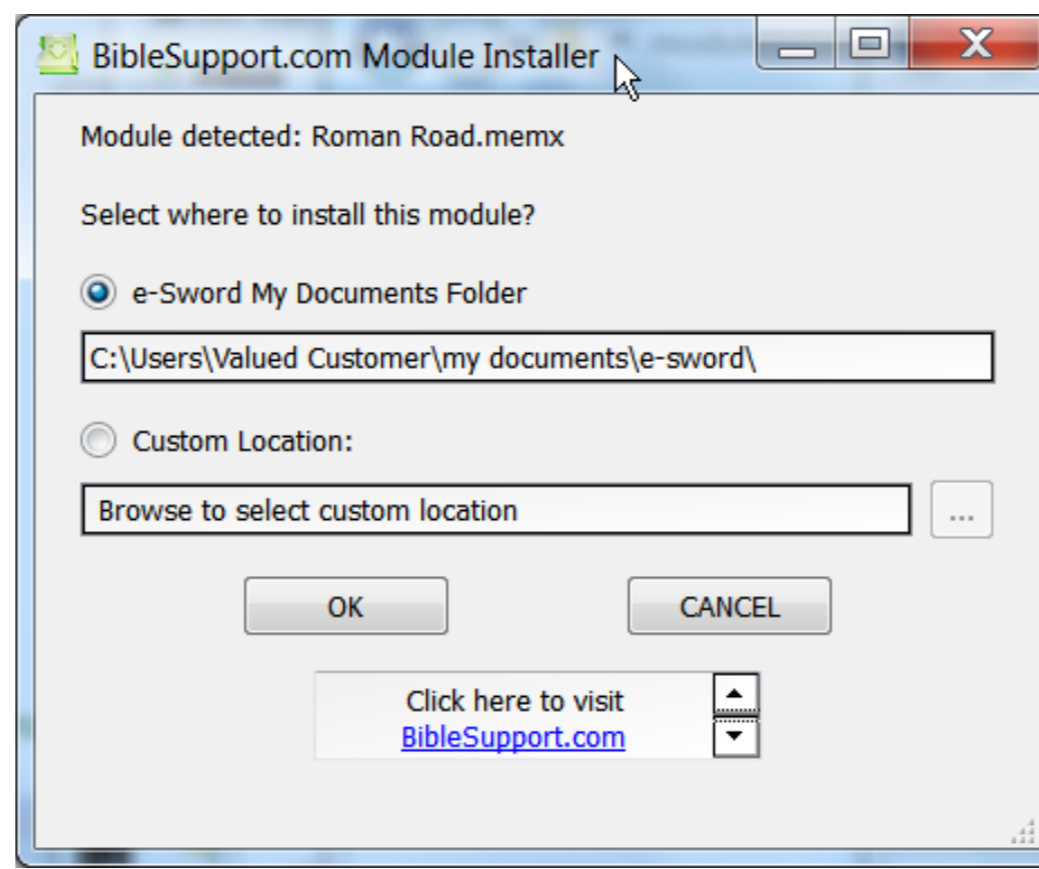 BibleSupport.com Module Installer
Module detected: Roman Road.memx
Select where to install this module?
e-Sword My Documents Folder
C:\Users\Valued Customer\my documents\e-sword\
Custom Location:
Browse to select custom location
...
OK
CANCEL
Click here to visit
BibleSupport.com